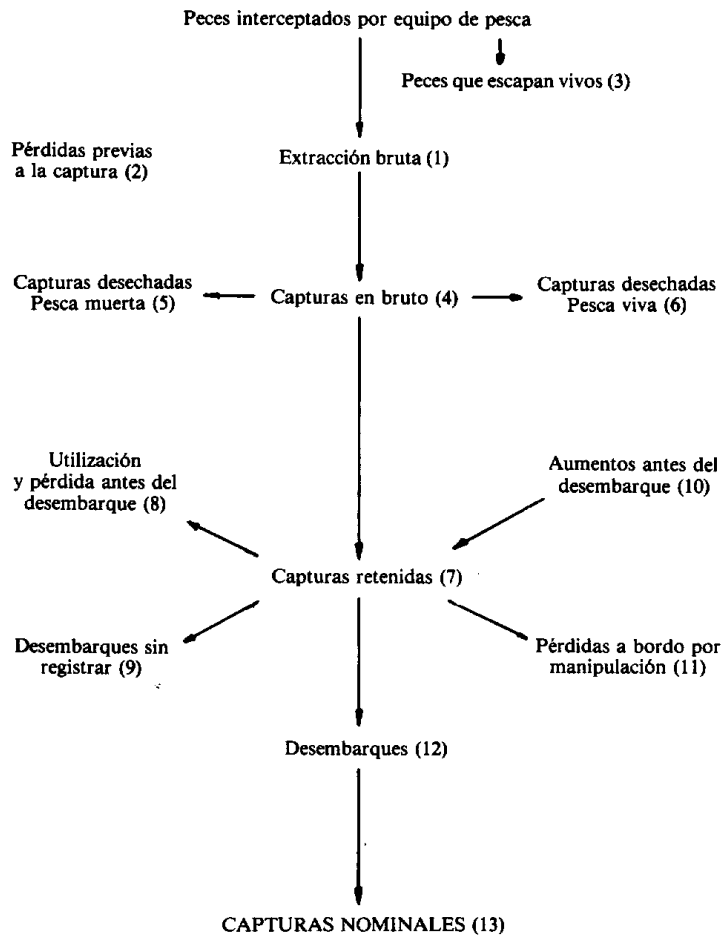 Peces interceptados por equipo de pesca
Peces que escapan vivos (3)
Pérdidas previas
a la captura (2)
Extracción bruta (1)
Capturas desechadas
Pesca muerta (5)
Capturas en bruto (4)
Capturas desechadas
Pesca viva (6)
Utilización
y pérdida antes del
desembarque (8)
Aumentos antes del
desembarque (10)
Capturas retenidas (7)
Desembarques sin
registrar (9)
Pérdidas a bordo por
manipulación (11)
Desembarques (12)
CAPTURAS NOMINALES (13)